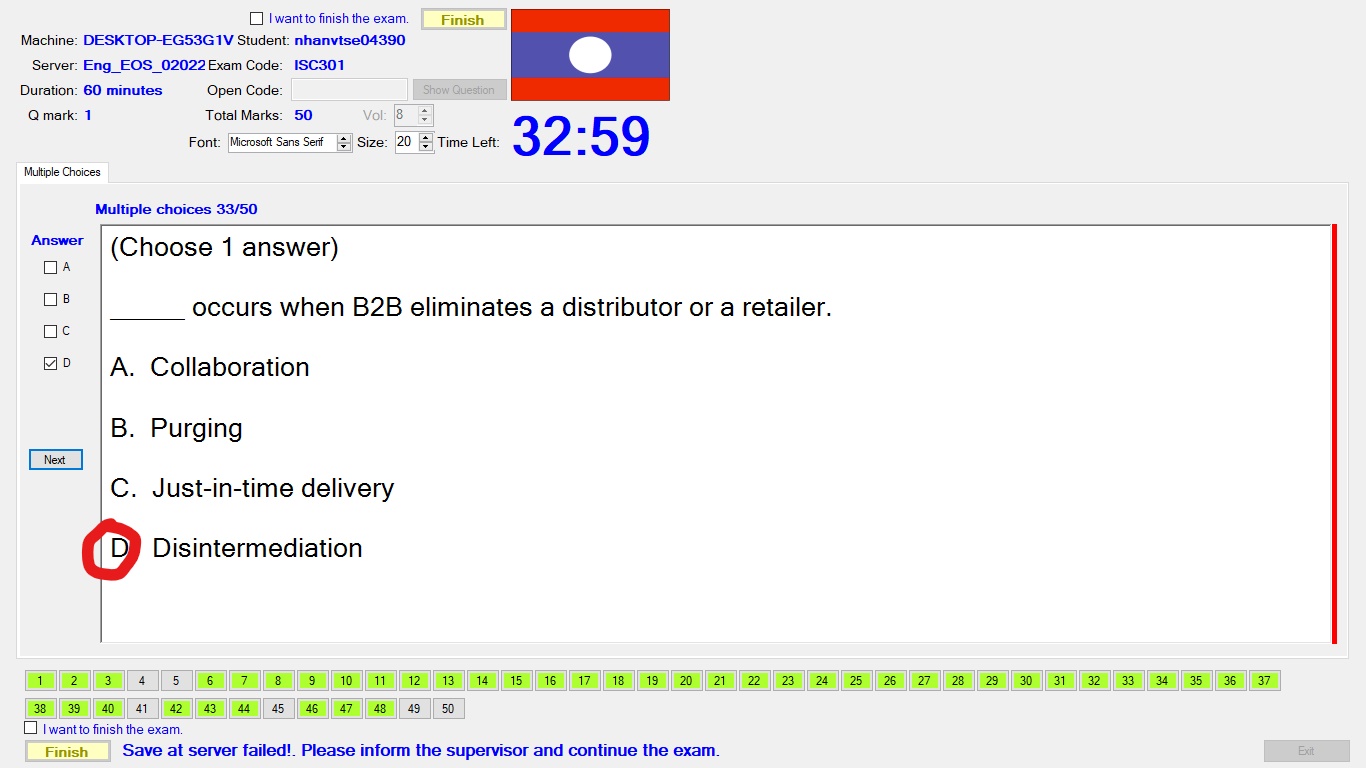 I want to finish the exam.
Finish
Machine: DESKTOP-EG53G1V Student: nhanvtse04390
Server: Eng_EOS_02022 Exam Code: ISC301
Duration: 60 minutes Open Code: Show Question
Q mark: 1 Total Marks: 50 Vol: 8
Font: Microsoft Sans Serif Size: 20 Time Left: 32:59
Multiple Choices
Multiple choices 33/50
Answer
A
B
C
D
Next
(Choose 1 answer)
_____ occurs when B2B eliminates a distributor or a retailer.
A. Collaboration
B. Purging
C. Just-in-time delivery
D Disintermediation
1 2 3 4 5 6 7 8 9 10 11 12 13 14 15 16 17 18 19 20 21 22 23 24 25 26 27 28 29 30 31 32 33 34 35 36 37
38 39 40 41 42 43 44 45 46 47 48 49 50
I want to finish the exam.
Finish Save at server failed!. Please inform the supervisor and continue the exam. Exit